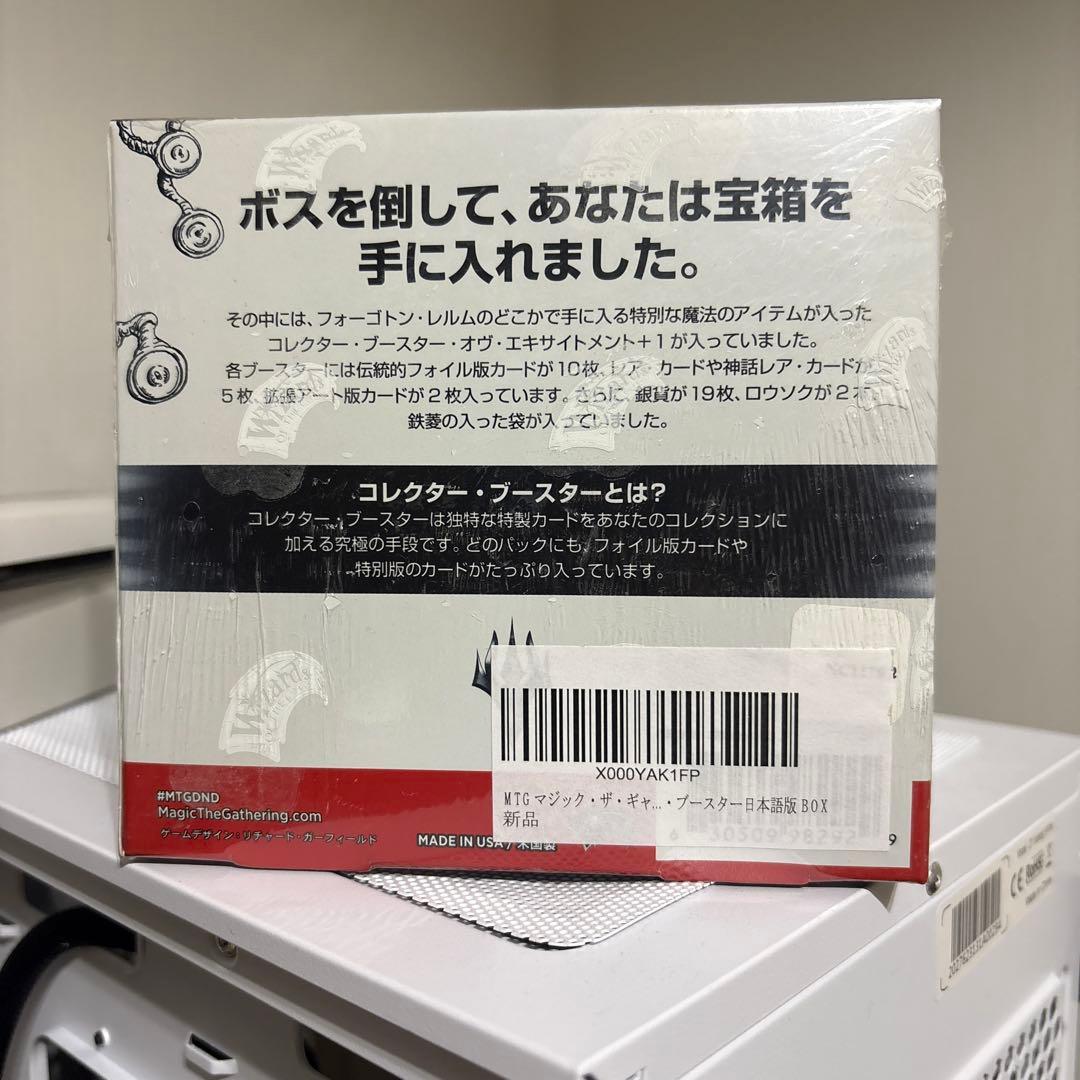 ボスを倒して、あなたは宝箱を
手に入れました。
その中には、フォーゴトン・レルムのどこかで手に入る特別な魔法のアイテムが入った
コレクター・ブースター・オヴ・エキサイトメント+1が入っていました。
各ブースターには伝統的フォイル版カードが10枚、レア・カードや神話レア・カードが
5枚、拡張アート版カードが2枚入っています。さらに、銀貨が19枚、ロウソクが2本、
鉄菱の入った袋が入っていました。
コレクター・ブースターとは?
コレクター・ブースターは独特な特製カードをあなたのコレクションに
加える究極の手段です。どのパックにも、フォイル版カードや
特別版のカードがたっぷり入っています。
Wizards
X000YAK1FP
MTGマジック・ザ・ギャ...・ブースター日本語版BOX
新品
#MTGDND
MagicTheGathering.com
ゲームデザイン:リチャード・ガーフィールド
MADE IN USA / 米国製
9
CE RoHS